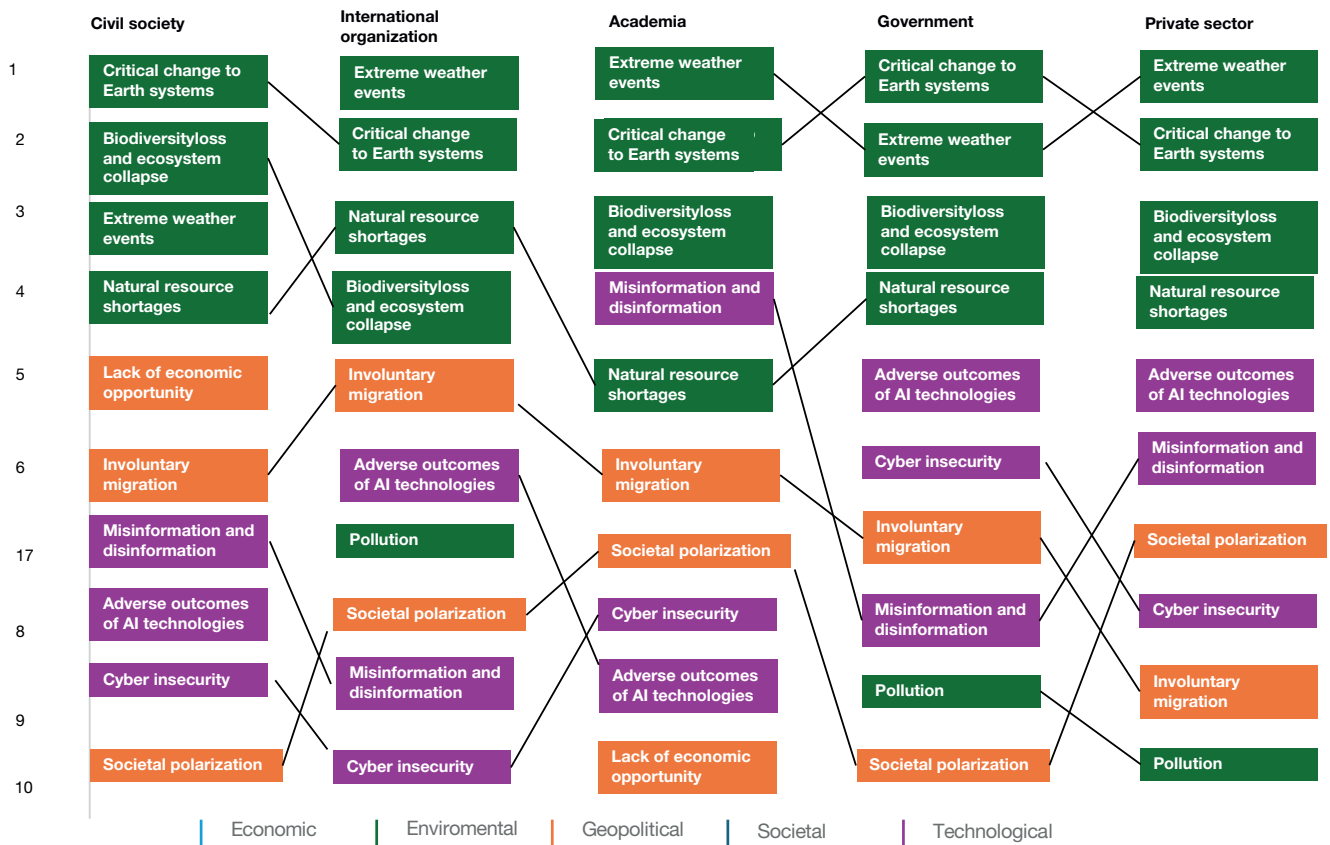 Civil society
International
organization
Academia
Government
Private sector
1
Critical change to
Earth systems
Extreme weather
events
Extreme weather
events
Critical change to
Earth systems
Extreme weather
events
2
Biodiversityloss
and ecosystem
collapse
Critical change
to Earth systems
Critical change
to Earth systems
Extreme weather
events
Critical change to
Earth systems
3
Extreme weather
events
Natural resource
shortages
Biodiversityloss
and ecosystem
collapse
Biodiversityloss
and ecosystem
collapse
Biodiversityloss
and ecosystem
collapse
4
Natural resource
shortages
Biodiversityloss
and ecosystem
collapse
Misinformation and
disinformation
Natural resource
shortages
Natural resource
shortages
5
Lack of economic
opportunity
Involuntary
migration
Natural resource
shortages
Adverse outcomes
of AI technologies
Adverse outcomes
of AI technologies
6
Involuntary
migration
Adverse outcomes
of AI technologies
Involuntary
migration
Cyber insecurity
Misinformation and
disinformation
17
Misinformation and
disinformation
Pollution
Societal polarization
Involuntary
migration
Societal polarization
8
Adverse outcomes
of AI technologies
Societal polarization
Cyber insecurity
Misinformation and
disinformation
Cyber insecurity
9
Cyber insecurity
Misinformation and
disinformation
Adverse outcomes
of AI technologies
Pollution
Involuntary
migration
10
Societal polarization
Cyber insecurity
Lack of economic
opportunity
Societal polarization
Pollution
Economic
Enviromental
Geopolitical
Societal
Technological